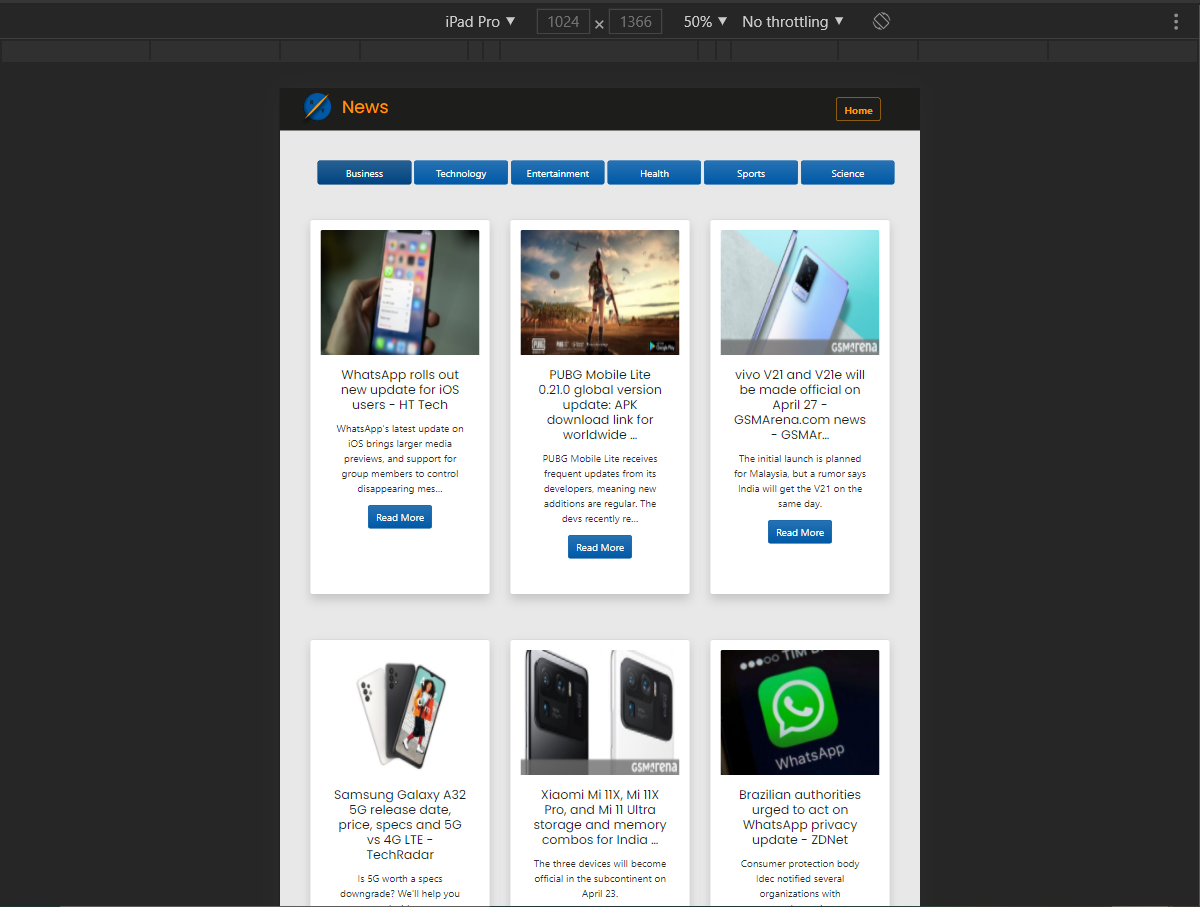 iPad Pro ▼ 1024 × 1366 50% ▼ No throttling ▼
News
Home
Business Technology Entertainment Health Sports Science
GSMArena
WhatsApp rolls out
new update for iOS
users - HT Tech
WhatsApp's latest update on
iOS brings larger media
previews, and support for
group members to control
disappearing mes...
Read More
PUBG Mobile Lite
0.21.0 global version
update: APK
download link for
worldwide ...
PUBG Mobile Lite receives
frequent updates from its
developers, meaning new
additions are regular. The
devs recently re...
Read More
vivo V21 and V21e will
be made official on
April 27 -
GSMArena.com news
- GSMAr...
The initial launch is planned
for Malaysia, but a rumor says
India will get the V21 on the
same day.
Read More
Samsung Galaxy A32
5G release date,
price, specs and 5G
vs 4G LTE -
TechRadar
Is 5G worth a specs
downgrade? We'll help you
GSMArena
Xiaomi Mi 11X, Mi 11X
Pro, and Mi 11 Ultra
storage and memory
combos for India ...
The three devices will become
official in the subcontinent on
April 23.
WhatsApp
Brazilian authorities
urged to act on
WhatsApp privacy
update - ZDNet
Consumer protection body
Idec notified several
organizations with